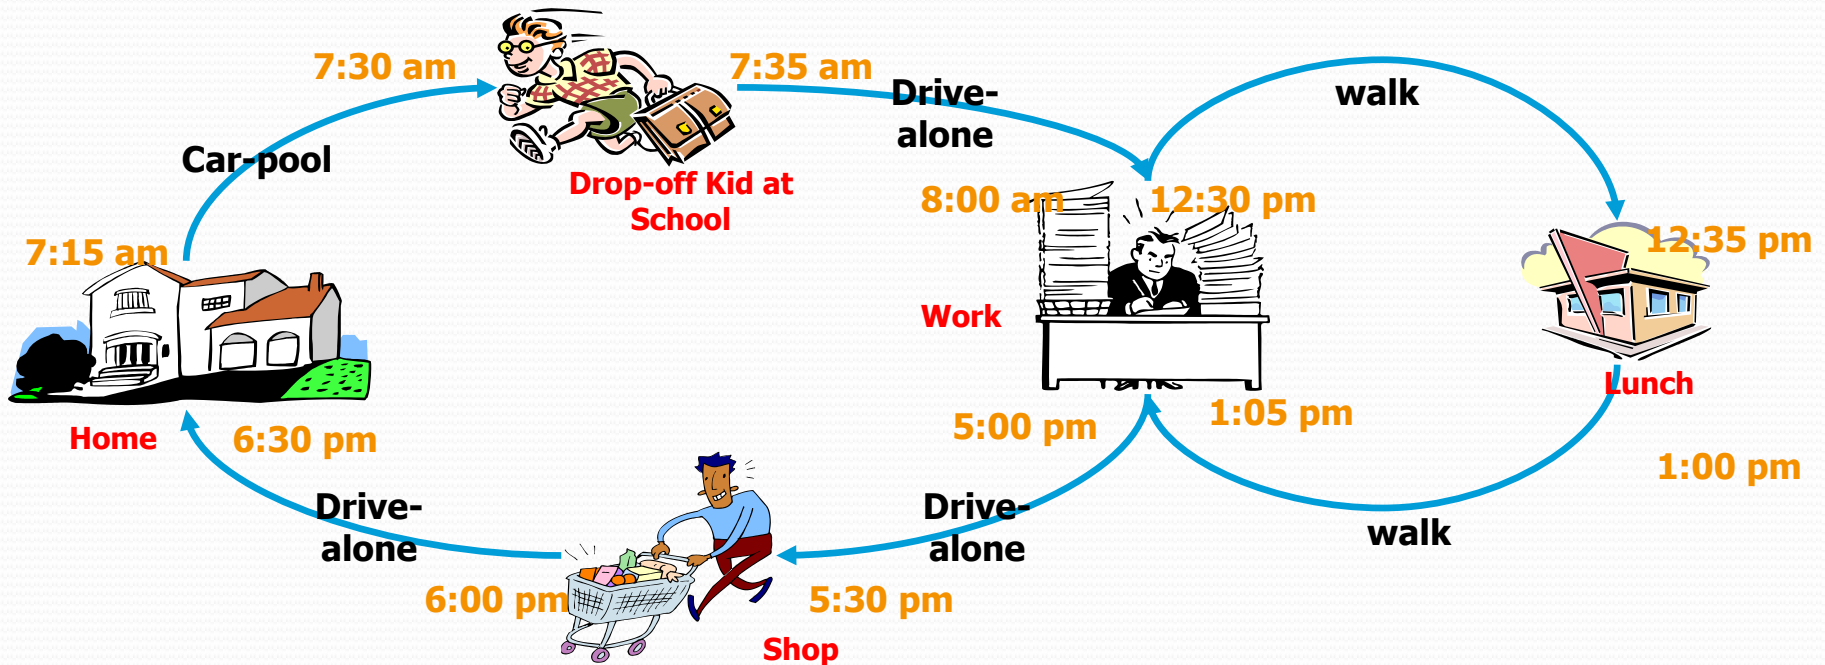 7:30 am
7:35 am
Drive-
alone
walk
Car-pool
Drop-off Kid at
School
8:00 am
12:30 pm
7:15 am
12:35 pm
Work
Lunch
5:00 pm
1:05 pm
Home
6:30 pm
1:00 pm
Drive-
alone
Drive-
alone
walk
6:00 pm
5:30 pm
Shop